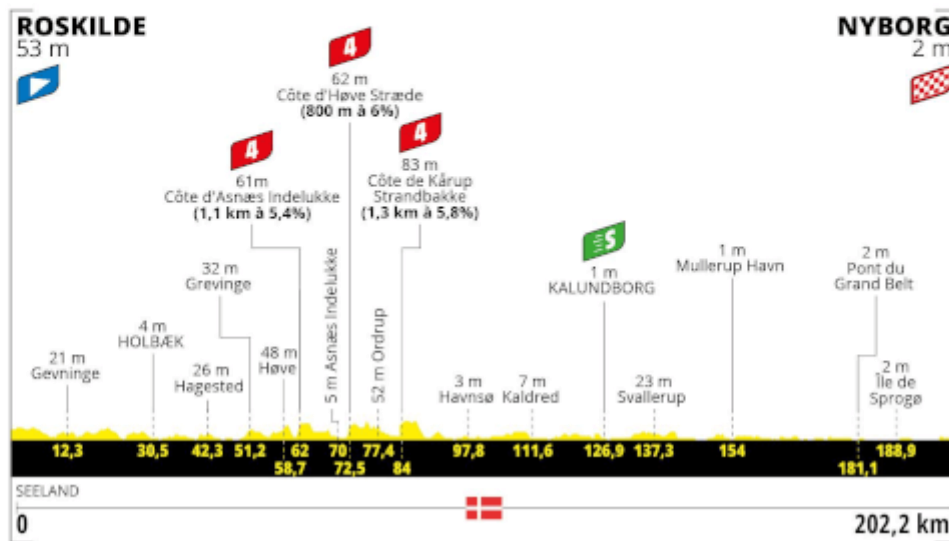 ROSKILDE
53 m
NYBORG
2 m
4
62 m
Côte d'Høve Stræde
(800 m à 6%)
4
61m
Côte d'Asnæs Indelukke
(1,1 km à 5,4%)
4
83 m
Côte de Kårup
Strandbakke
(1,3 km à 5,8%)
S
1 m
KALUNDBORG
1 m
Mullerup Havn
2 m
Pont du
Grand Belt
32 m
Grevinge
4 m
HOLBÆK
21 m
Gevninge
26 m
Hagested
48 m
Høve
5 m Asnæs Indelukke
52 m Ordrup
3 m
Havnsø
7 m
Kaldred
23 m
Svallerup
2 m
Île de
Sprogø
12,3
30,5
42,3
51,2
58,7
62
70
72,5
77,4
84
97,8
111,6
126,9
137,3
154
181,1
188,9
SEELAND
0
202,2 km